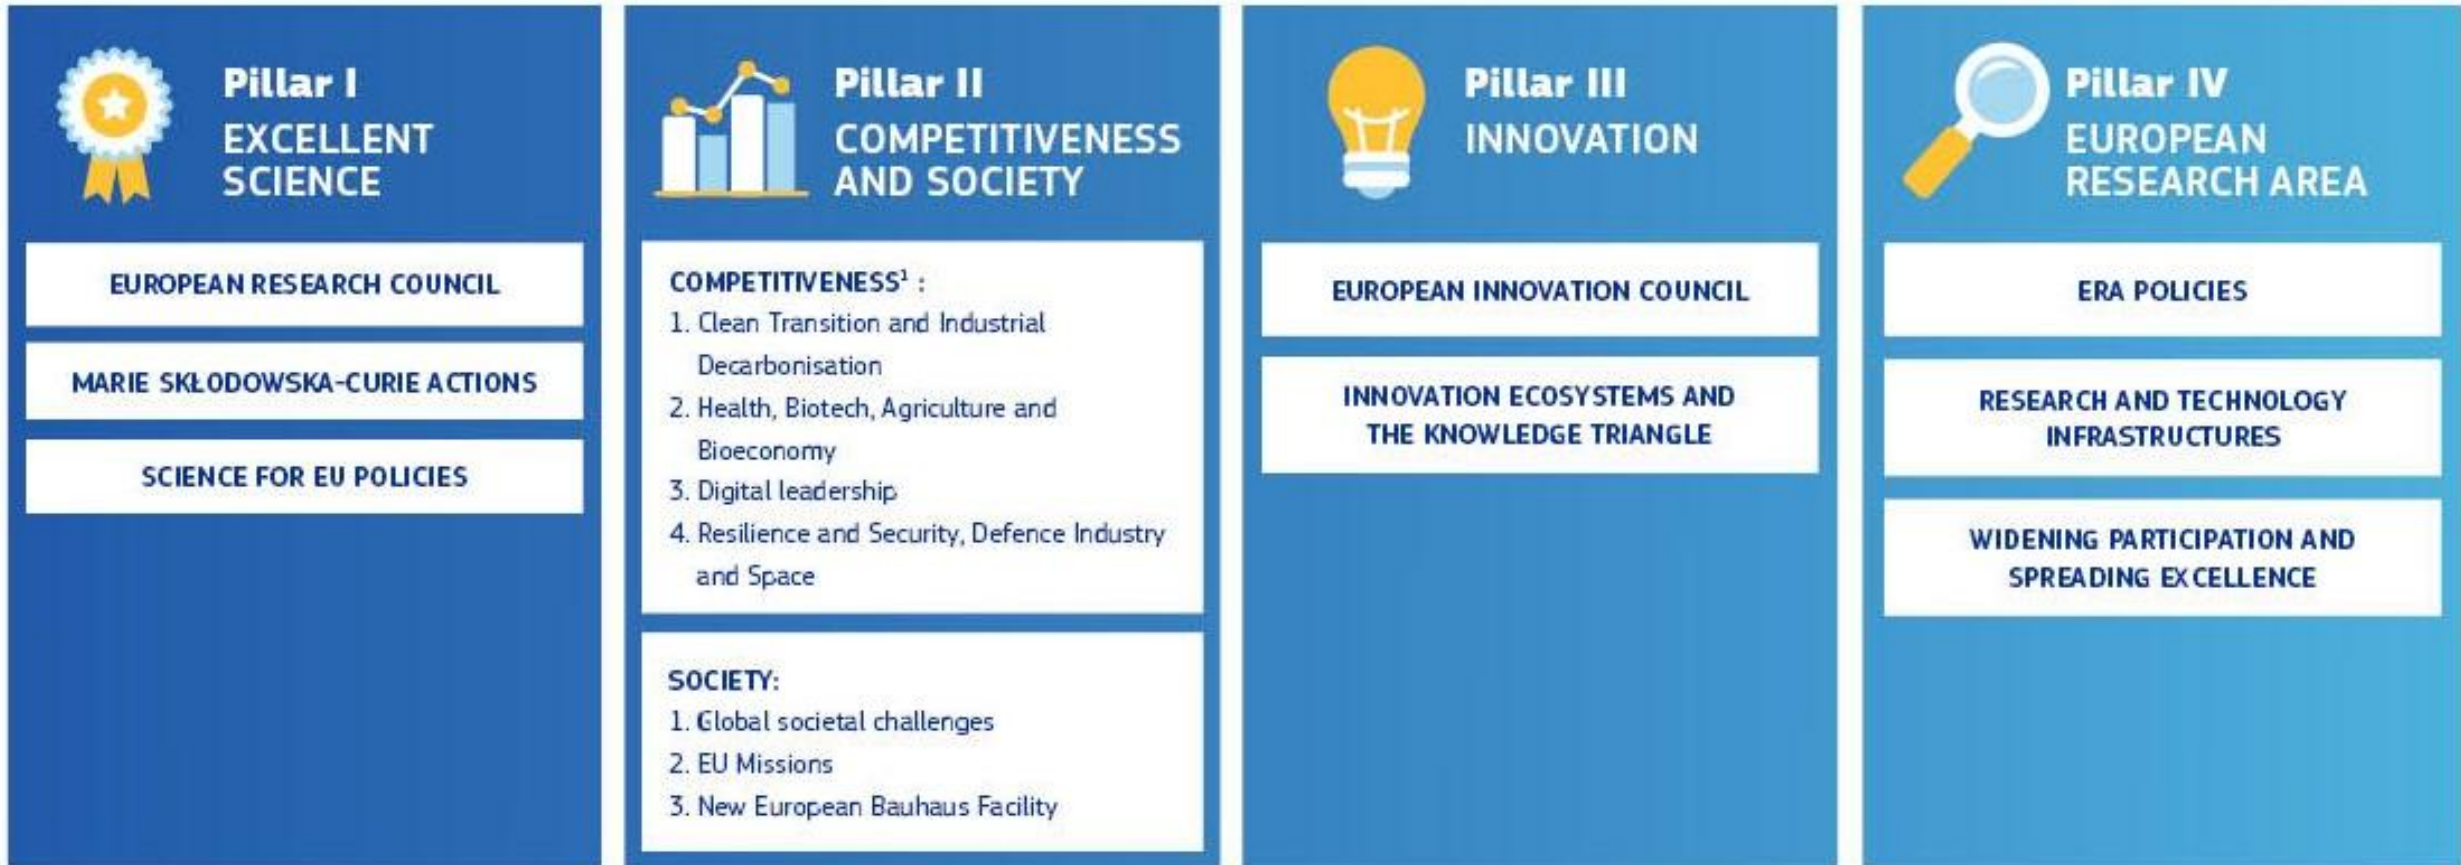 Pillar I
EXCELLENT
SCIENCE
EUROPEAN RESEARCH COUNCIL
MARIE SKŁODOWSKA-CURIE ACTIONS
SCIENCE FOR EU POLICIES
Pillar II
COMPETITIVENESS
AND SOCIETY
COMPETITIVENESS¹ :
1. Clean Transition and Industrial
Decarbonisation
2. Health, Biotech, Agriculture and
Bioeconomy
3. Digital leadership
4. Resilience and Security, Defence Industry
and Space
SOCIETY:
1. Global societal challenges
2. EU Missions
3. New European Bauhaus Facility
Pillar III
INNOVATION
EUROPEAN INNOVATION COUNCIL
INNOVATION ECOSYSTEMS AND
THE KNOWLEDGE TRIANGLE
Pillar IV
EUROPEAN
RESEARCH AREA
ERA POLICIES
RESEARCH AND TECHNOLOGY
INFRASTRUCTURES
WIDENING PARTICIPATION AND
SPREADING EXCELLENCE